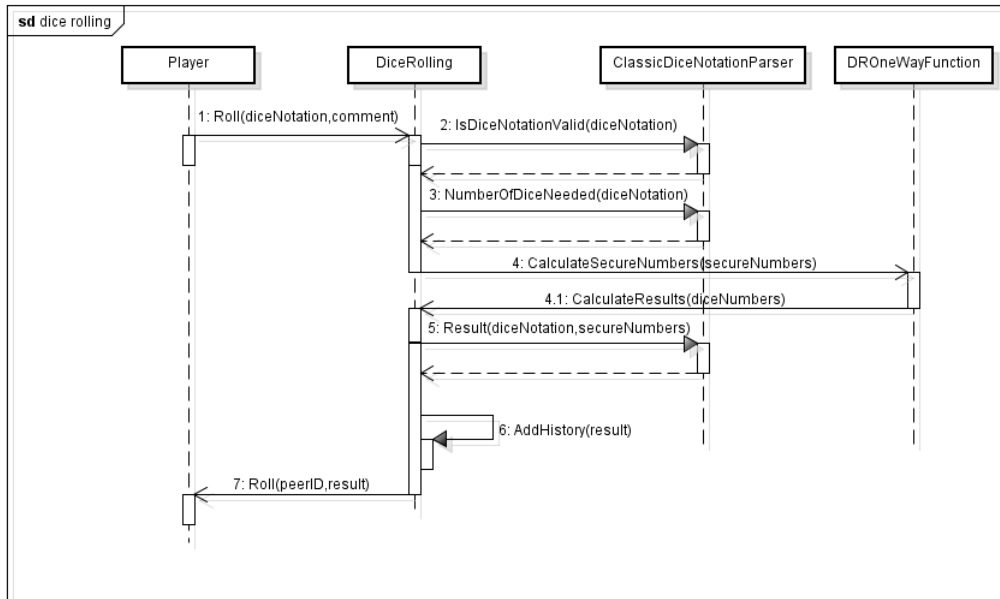 sd dice rolling
Player
DiceRolling
ClassicDiceNotationParser
DROneWayFunction
1: Roll(diceNotation,comment)
2: IsDiceNotationValid(diceNotation)
3: NumberOfDiceNeeded(diceNotation)
4: CalculateSecureNumbers(secureNumbers)
4.1: CalculateResults(diceNumbers)
5: Result(diceNotation,secureNumbers)
6: AddHistory(result)
7: Roll(peerID,result)